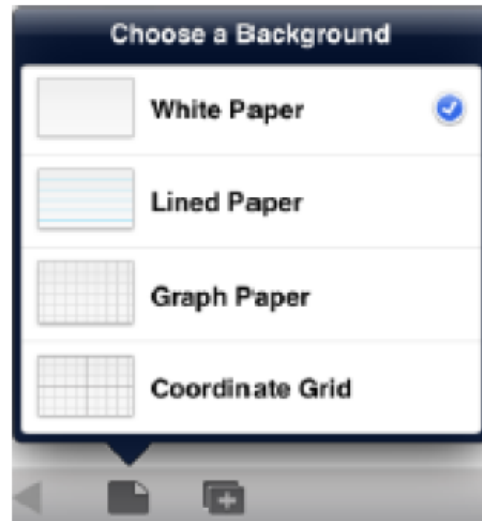 Choose a Background
White Paper
Lined Paper
Graph Paper
Coordinate Grid